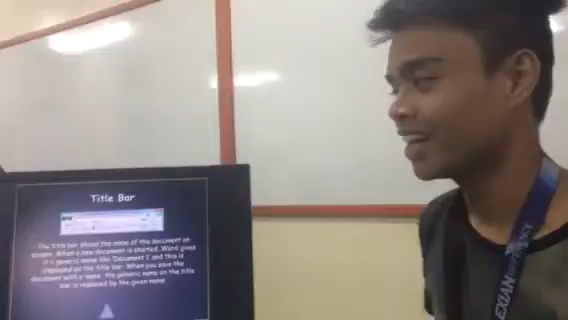 Title Bar
The title bar shows the name of the document on
screen. When a new document is started, Word gives
it a generic name like 'Document 1' and this is
displayed on the title bar. When you save the
document with a name, the generic name on the title
bar is replaced by the given name
EXIAN